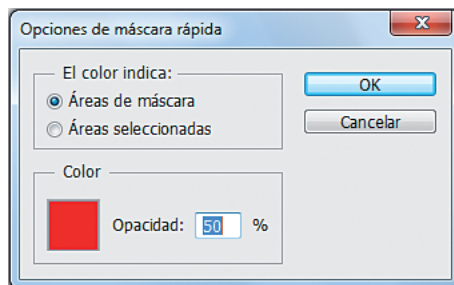 Opciones de máscara rápida
El color indica:
Áreas de máscara
Áreas seleccionadas
OK
Cancelar
Color
Opacidad: 50 %